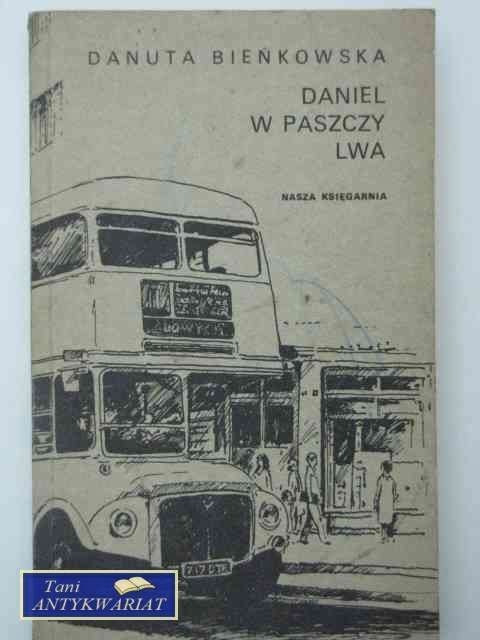 DANUTA BIEŃKOWSKA
DANIEL
W PASZCZY
LWA
NASZA KSIĘGARNIA
Tani
ANTYKWARIAT